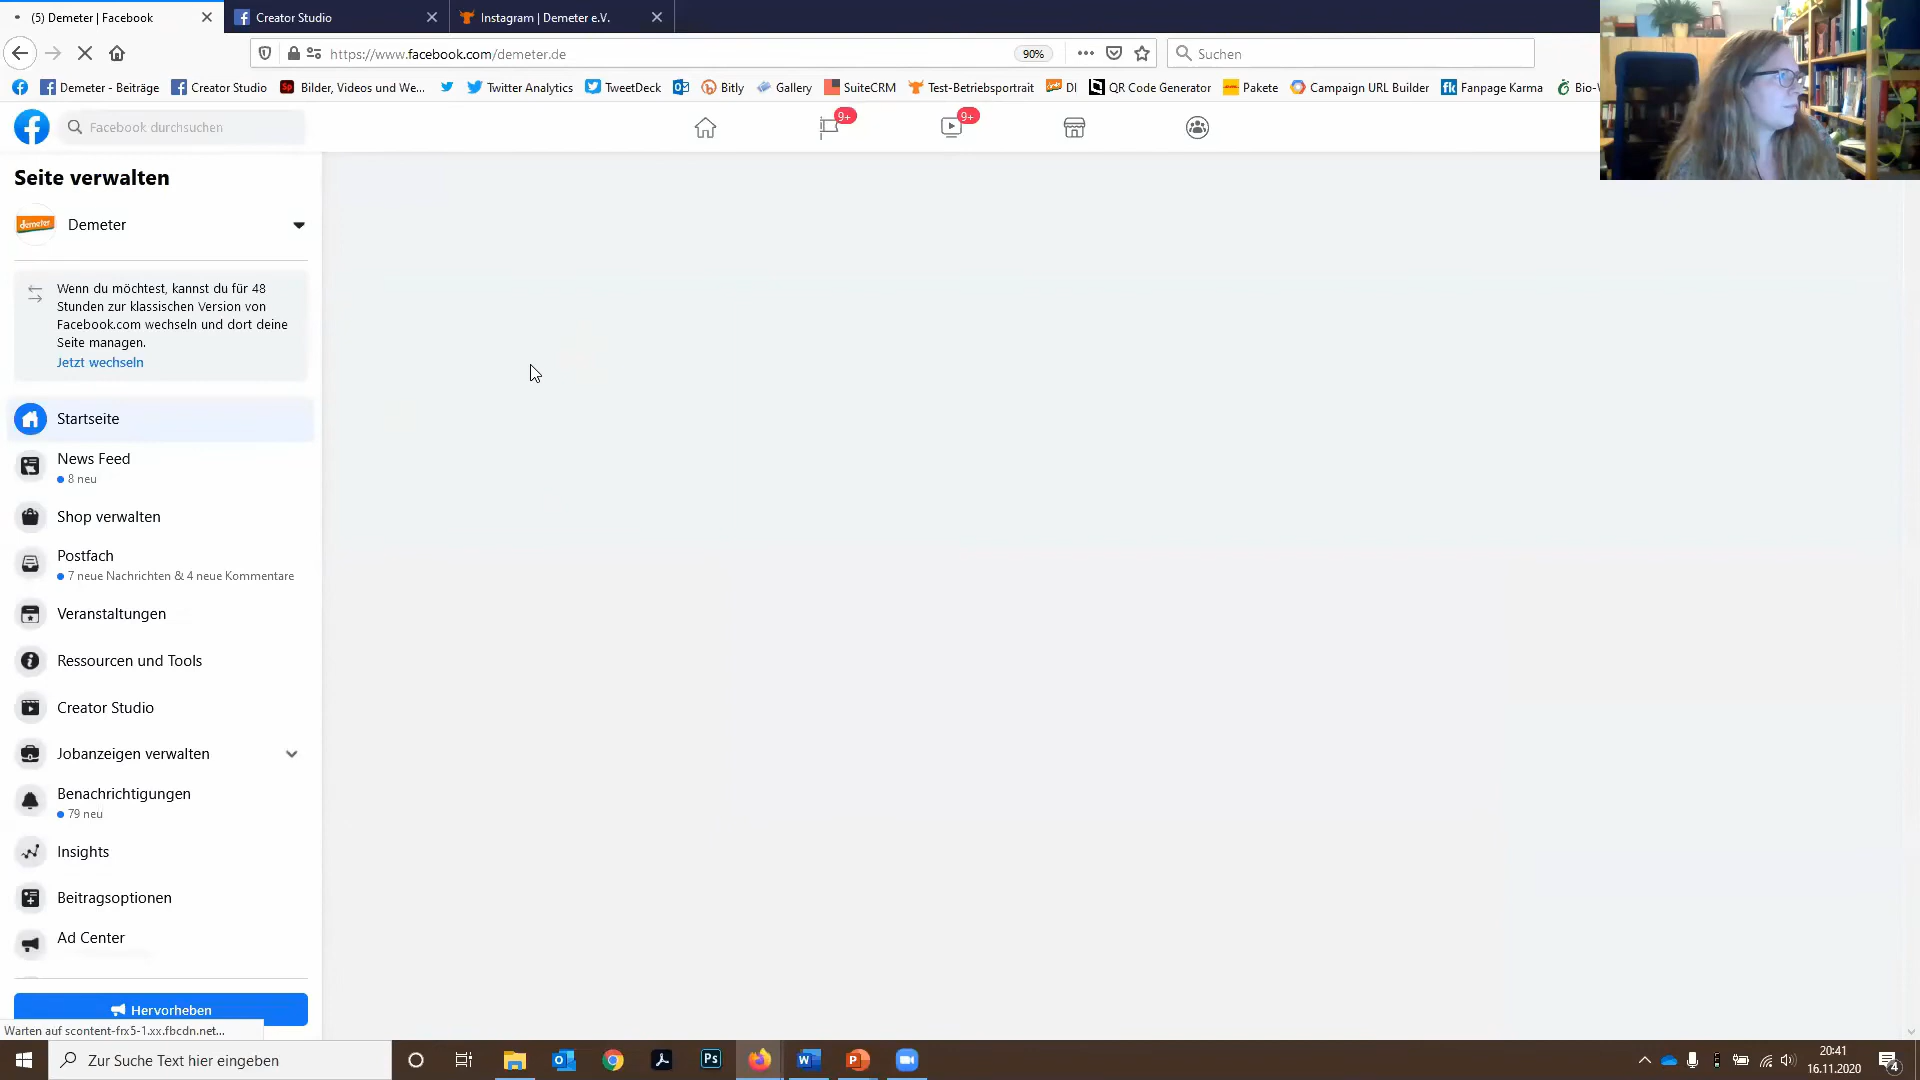 (5) Demeter | Facebook
Creator Studio
Instagram | Demeter e.V.
https://www.facebook.com/demeter.de
90%
Suchen
Demeter - Beiträge
Creator Studio
Bilder, Videos und We...
Twitter Analytics
TweetDeck
Bitly
Gallery
SuiteCRM
Test-Betriebsportrait
DI
QR Code Generator
Pakete
Campaign URL Builder
Fanpage Karma
Facebook durchsuchen
9+
9+
Seite verwalten
demeter
Demeter
Wenn du möchtest, kannst du für 48
Stunden zur klassischen Version von
Facebook.com wechseln und dort deine
Seite managen.
Jetzt wechseln
Startseite
News Feed
8 neu
Shop verwalten
Postfach
7 neue Nachrichten & 4 neue Kommentare
Veranstaltungen
Ressourcen und Tools
Creator Studio
Jobanzeigen verwalten
Benachrichtigungen
79 neu
Insights
Beitragsoptionen
Ad Center
Hervorheben
Warten auf scontent-frx5-1.xx.fbcdn.net...
Zur Suche Text hier eingeben
20:41
16.11.2020
4